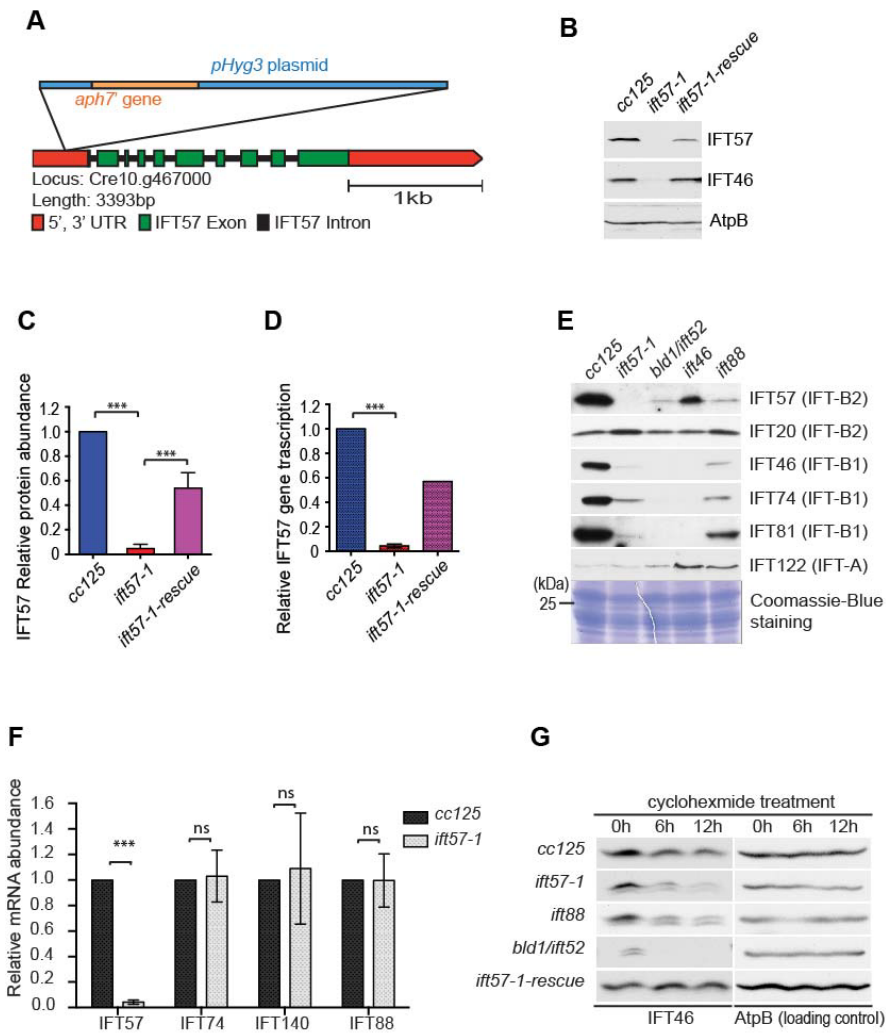 A
pHyg3 plasmid
aph7' gene
Locus: Cre10.g467000
Length: 3393bp
1kb
5', 3' UTR IFT57 Exon IFT57 Intron
B
cc125 ift57-1 ift57-1-rescue
IFT57
IFT46
AtpB
C
IFT57 Relative protein abundance
1.2
1.0
0.8
0.6
0.4
0.2
0
***
***
cc125 ift57-1 ift57-1-rescue
D
Relative IFT57 gene trascription
1.2
1.0
0.8
0.6
0.4
0.2
0
***
cc125 ift57-1 ift57-1-rescue
E
cc125 ift57-1 bld1/ift52 ift46 ift88
IFT57 (IFT-B2)
IFT20 (IFT-B2)
IFT46 (IFT-B1)
IFT74 (IFT-B1)
IFT81 (IFT-B1)
IFT122 (IFT-A)
(kDa)
25
Coomassie-Blue
staining
F
Relative mRNA abundance
1.6
1.4
1.2
1.0
0.8
0.6
0.4
0.2
0.0
*** ns ns ns
cc125
ift57-1
IFT57 IFT74 IFT140 IFT88
G
cyclohexmide treatment
0h 6h 12h 0h 6h 12h
cc125
ift57-1
ift88
bld1/ift52
ift57-1-rescue
IFT46 AtpB (loading control)